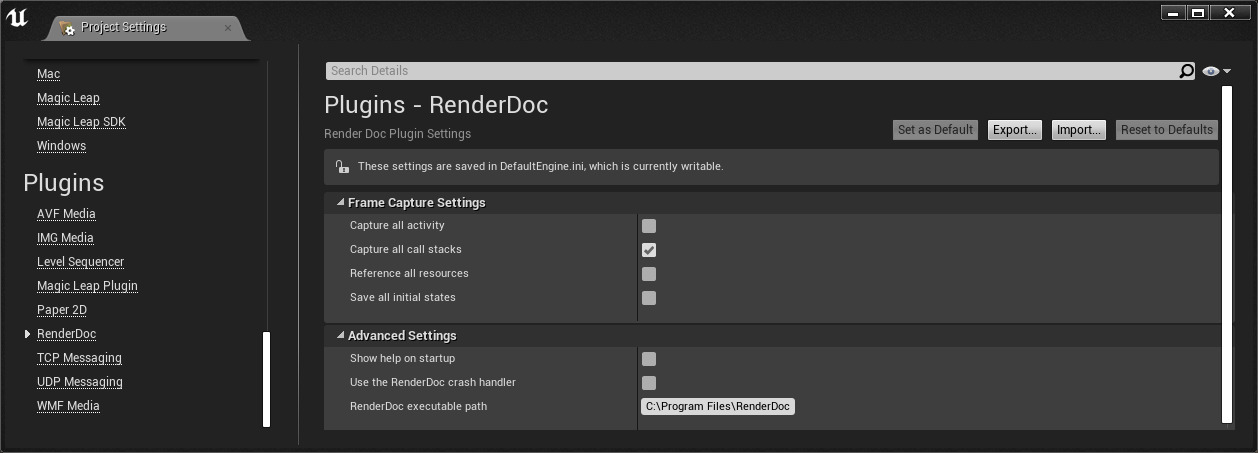 Project Settings
Mac
Magic Leap
Magic Leap SDK
Windows
Plugins
AVF Media
IMG Media
Level Sequencer
Magic Leap Plugin
Paper 2D
RenderDoc
TCP Messaging
UDP Messaging
WMF Media
Search Details
Plugins - RenderDoc
Render Doc Plugin Settings
Set as Default Export... Import... Reset to Defaults
These settings are saved in DefaultEngine.ini, which is currently writable.
Frame Capture Settings
Capture all activity
Capture all call stacks
Reference all resources
Save all initial states
Advanced Settings
Show help on startup
Use the RenderDoc crash handler
RenderDoc executable path C:\Program Files\RenderDoc